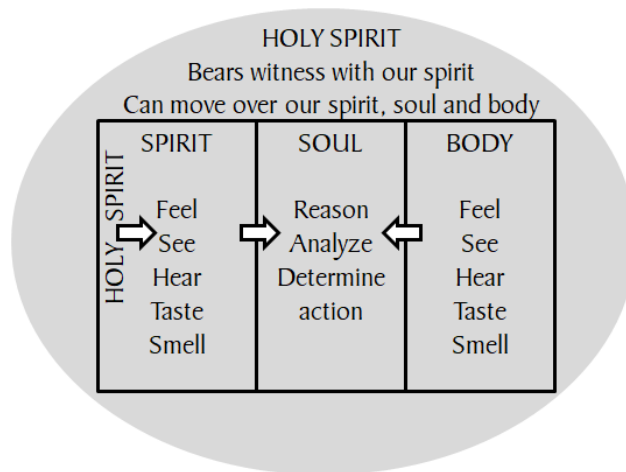 HOLY SPIRIT
Bears witness with our spirit
Can move over our spirit, soul and body
HOLY SPIRIT
SPIRIT
Feel
See
Hear
Taste
Smell
SOUL
Reason
Analyze
Determine
action
BODY
Feel
See
Hear
Taste
Smell